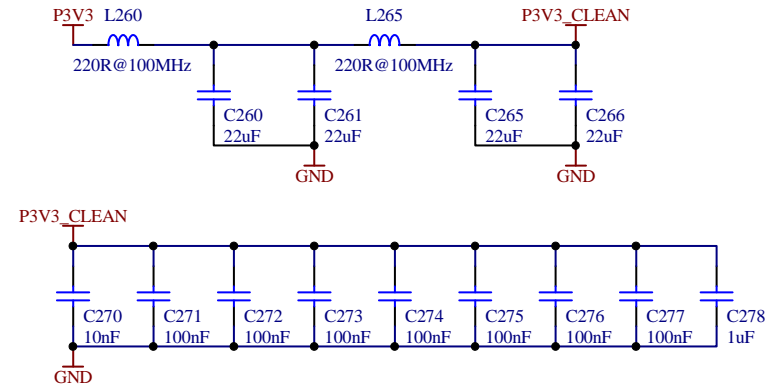 P3V3 L260 L265 P3V3_CLEAN
220R@100MHz 220R@100MHz
C260 C261 C265 C266
22uF 22uF 22uF 22uF
GND GND
P3V3_CLEAN
C270 C271 C272 C273 C274 C275 C276 C277 C278
10nF 100nF 100nF 100nF 100nF 100nF 100nF 100nF 1uF
GND